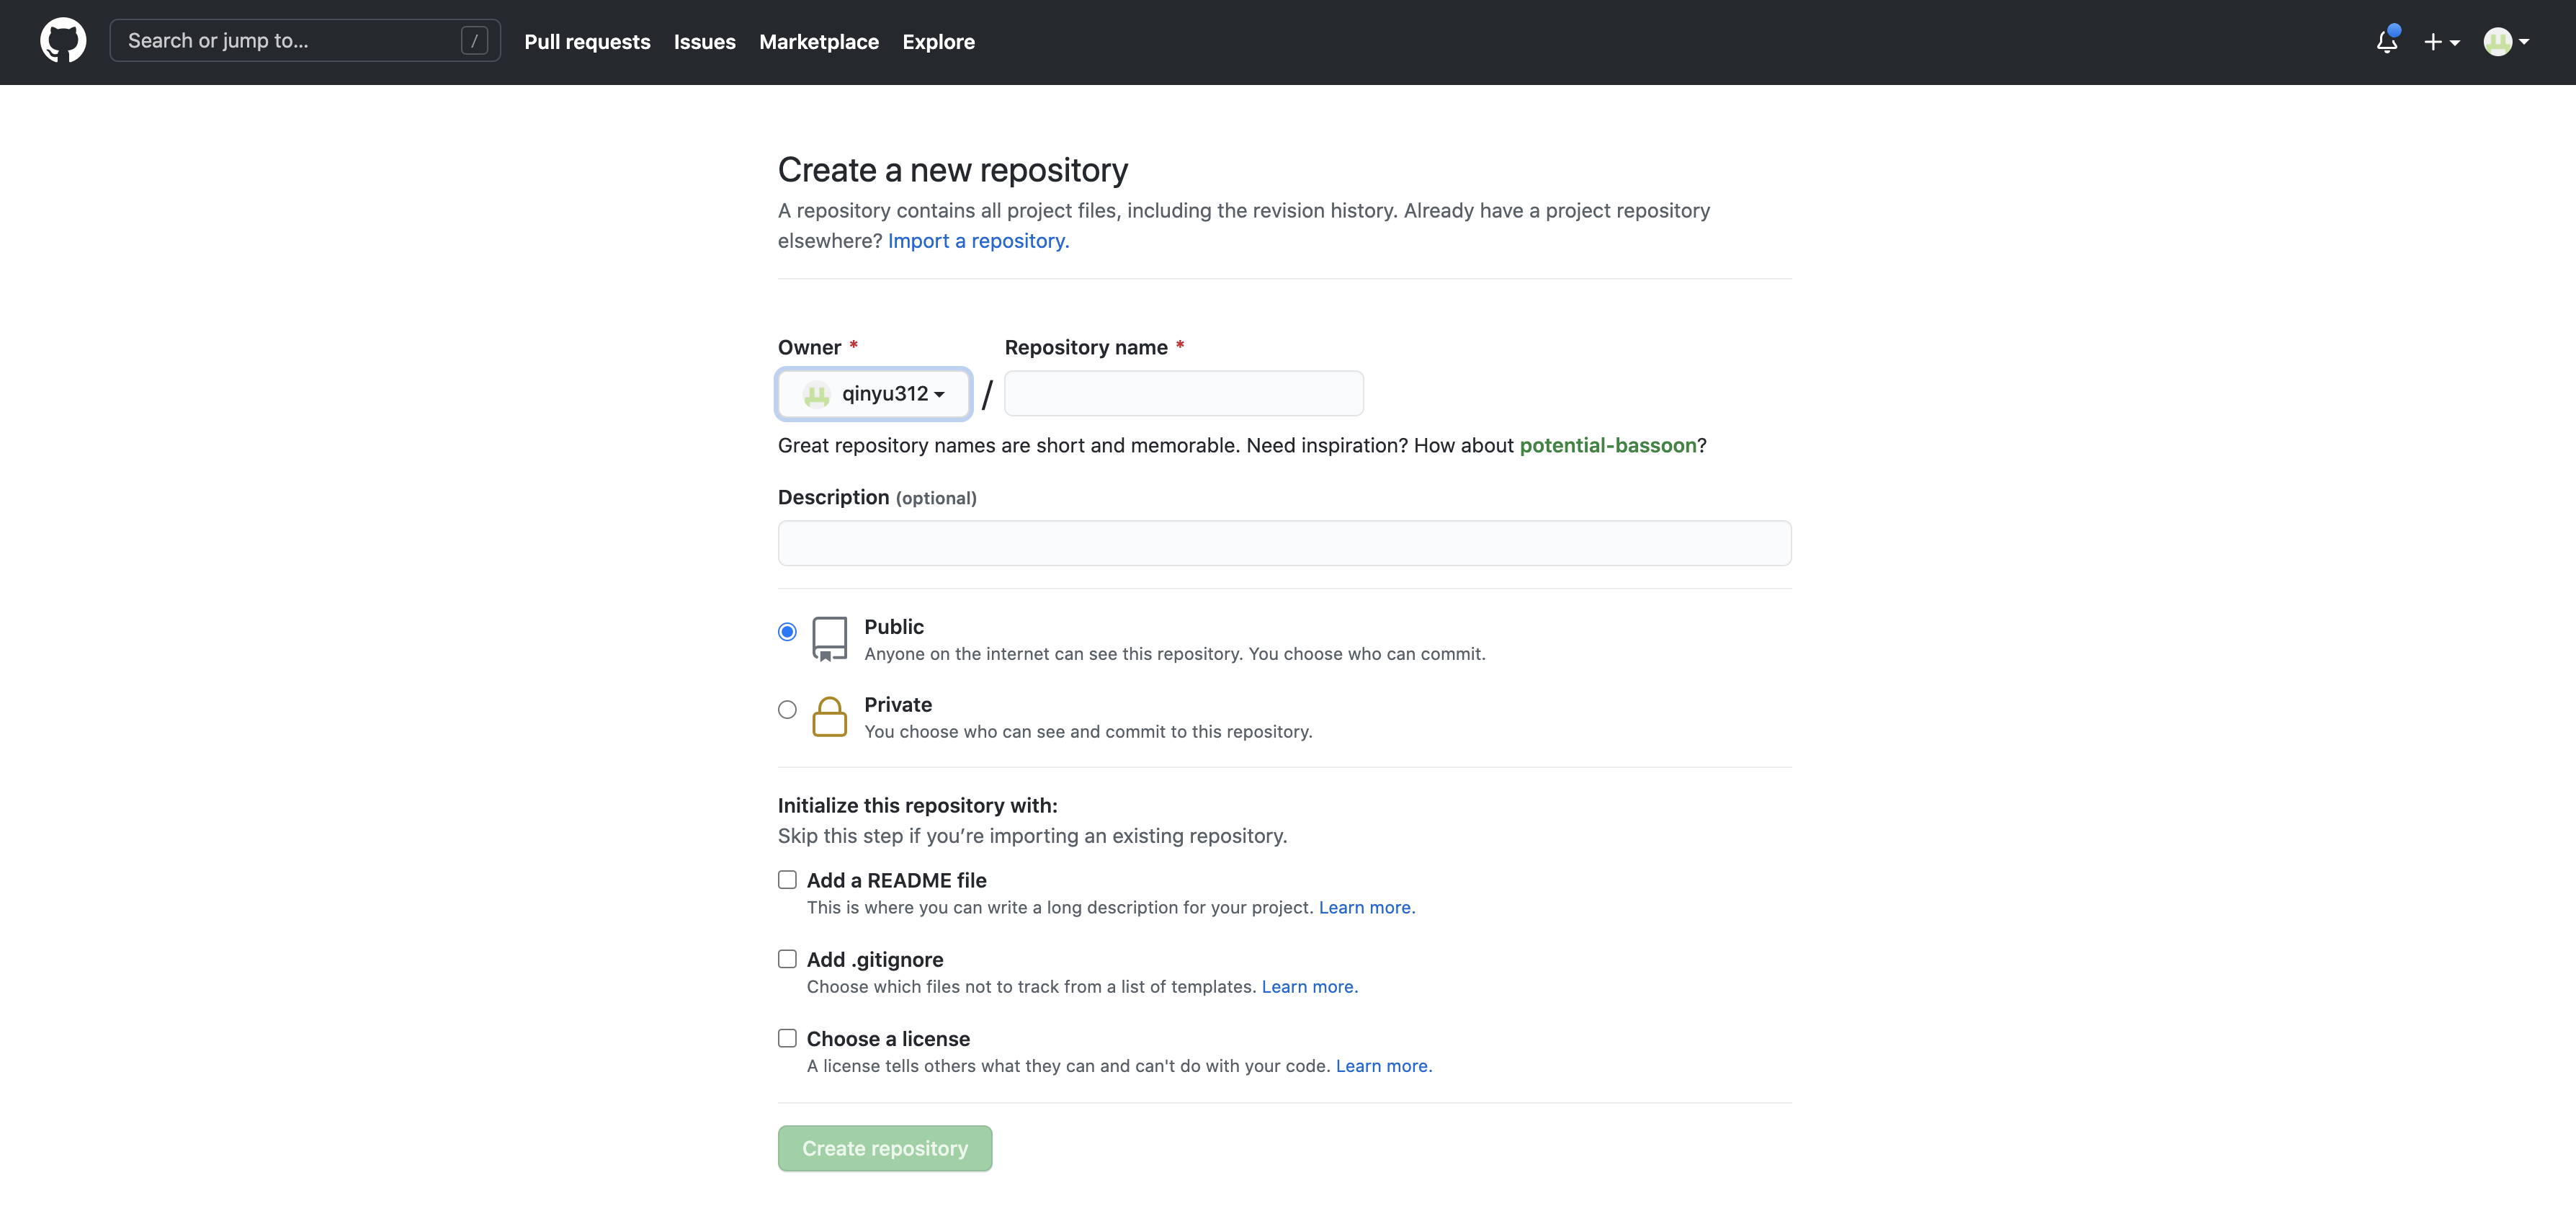 Search or jump to... /
Pull requests
Issues
Marketplace
Explore
Create a new repository
A repository contains all project files, including the revision history. Already have a project repository
elsewhere? Import a repository.
Owner *
Repository name *
qinyu312
/
Great repository names are short and memorable. Need inspiration? How about potential-bassoon?
Description (optional)
Public
Anyone on the internet can see this repository. You choose who can commit.
Private
You choose who can see and commit to this repository.
Initialize this repository with:
Skip this step if you’re importing an existing repository.
Add a README file
This is where you can write a long description for your project. Learn more.
Add .gitignore
Choose which files not to track from a list of templates. Learn more.
Choose a license
A license tells others what they can and can't do with your code. Learn more.
Create repository